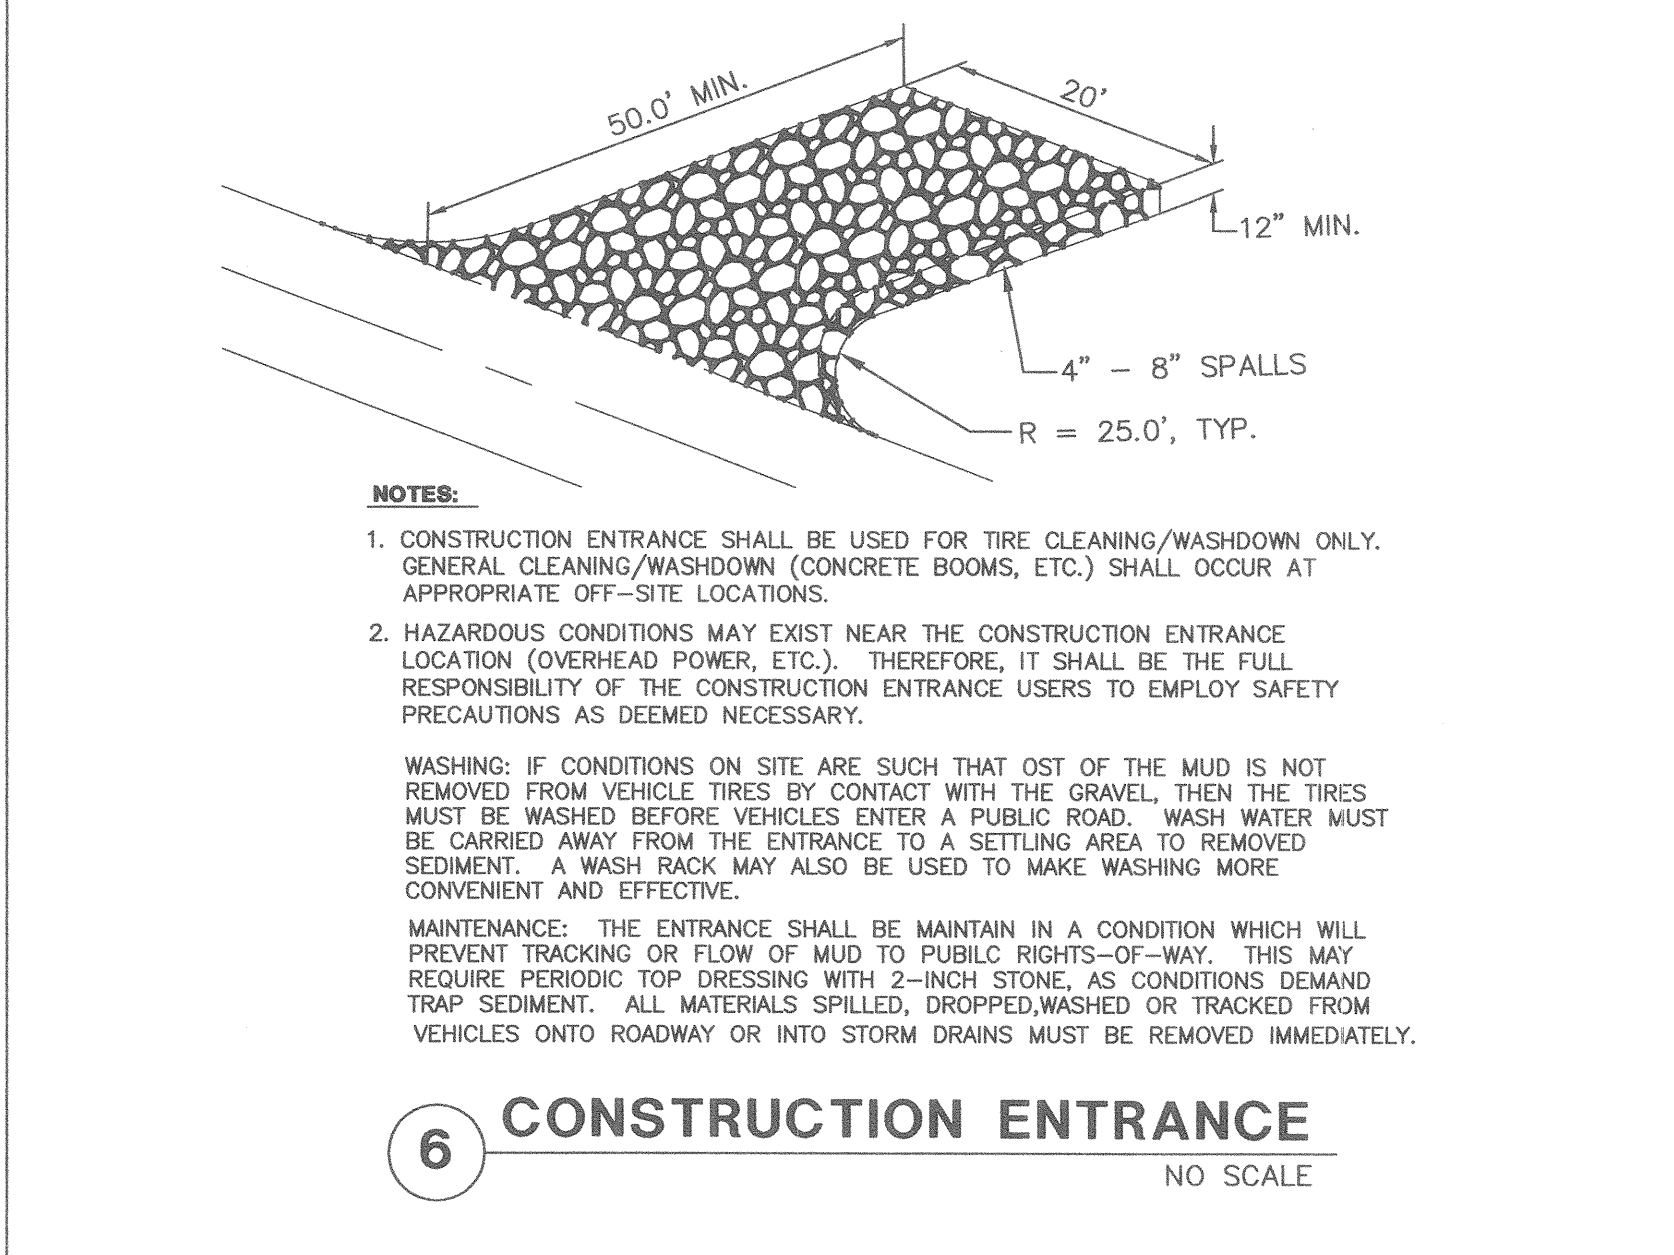 50.0' MIN.
20'
12" MIN.
4" – 8" SPALLS
R = 25.0', TYP.
NOTES:
1. CONSTRUCTION ENTRANCE SHALL BE USED FOR TIRE CLEANING/WASHDOWN ONLY.
GENERAL CLEANING/WASHDOWN (CONCRETE BOOMS, ETC.) SHALL OCCUR AT
APPROPRIATE OFF–SITE LOCATIONS.
2. HAZARDOUS CONDITIONS MAY EXIST NEAR THE CONSTRUCTION ENTRANCE
LOCATION (OVERHEAD POWER, ETC.). THEREFORE, IT SHALL BE THE FULL
RESPONSIBILITY OF THE CONSTRUCTION ENTRANCE USERS TO EMPLOY SAFETY
PRECAUTIONS AS DEEMED NECESSARY.
WASHING: IF CONDITIONS ON SITE ARE SUCH THAT OST OF THE MUD IS NOT
REMOVED FROM VEHICLE TIRES BY CONTACT WITH THE GRAVEL, THEN THE TIRES
MUST BE WASHED BEFORE VEHICLES ENTER A PUBLIC ROAD. WASH WATER MUST
BE CARRIED AWAY FROM THE ENTRANCE TO A SETTLING AREA TO REMOVED
SEDIMENT. A WASH RACK MAY ALSO BE USED TO MAKE WASHING MORE
CONVENIENT AND EFFECTIVE.
MAINTENANCE: THE ENTRANCE SHALL BE MAINTAIN IN A CONDITION WHICH WILL
PREVENT TRACKING OR FLOW OF MUD TO PUBILC RIGHTS–OF–WAY. THIS MAY
REQUIRE PERIODIC TOP DRESSING WITH 2–INCH STONE, AS CONDITIONS DEMAND
TRAP SEDIMENT. ALL MATERIALS SPILLED, DROPPED,WASHED OR TRACKED FROM
VEHICLES ONTO ROADWAY OR INTO STORM DRAINS MUST BE REMOVED IMMEDIATELY.
6 CONSTRUCTION ENTRANCE
NO SCALE